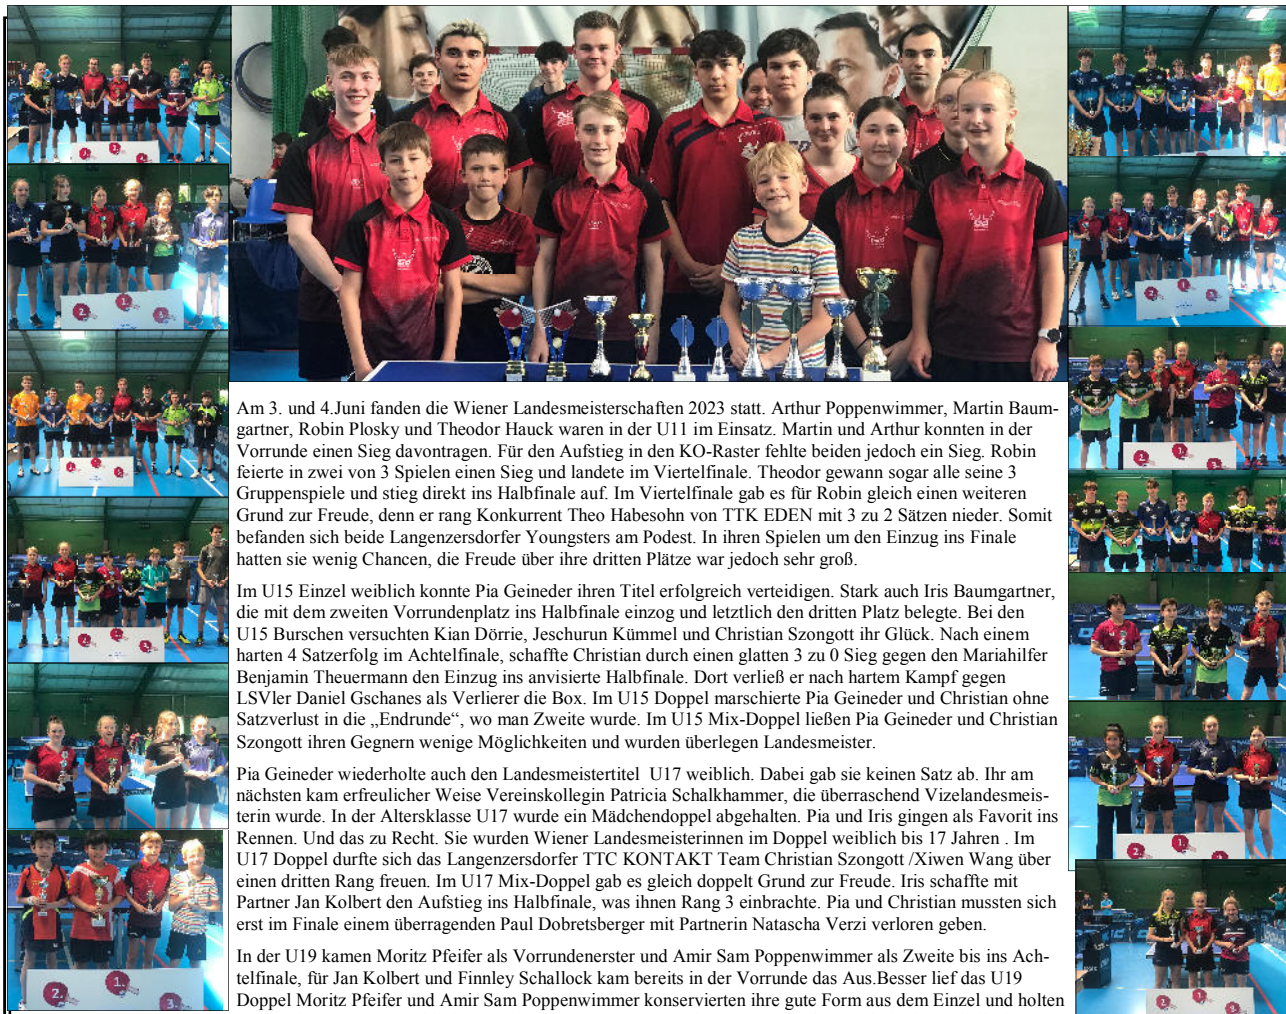 Am 3. und 4.Juni fanden die Wiener Landesmeisterschaften 2023 statt. Arthur Poppenwimmer, Martin Baum-
gartner, Robin Plosky und Theodor Hauck waren in der U11 im Einsatz. Martin und Arthur konnten in der
Vorrunde einen Sieg davontragen. Für den Aufstieg in den KO-Raster fehlte beiden jedoch ein Sieg. Robin
feierte in zwei von 3 Spielen einen Sieg und landete im Viertelfinale. Theodor gewann sogar alle seine 3
Gruppenspiele und stieg direkt ins Halbfinale auf. Im Viertelfinale gab es für Robin gleich einen weiteren
Grund zur Freude, denn er rang Konkurrent Theo Habesohn von TTK EDEN mit 3 zu 2 Sätzen nieder. Somit
befanden sich beide Langenzersdorfer Youngsters am Podest. In ihren Spielen um den Einzug ins Finale
hatten sie wenig Chancen, die Freude über ihre dritten Plätze war jedoch sehr groß.
Im U15 Einzel weiblich konnte Pia Geineder ihren Titel erfolgreich verteidigen. Stark auch Iris Baumgartner,
die mit dem zweiten Vorrundenplatz ins Halbfinale einzog und letztlich den dritten Platz belegte. Bei den
U15 Burschen versuchten Kian Dörrie, Jeschurun Kümmel und Christian Szongott ihr Glück. Nach einem
harten 4 Satzerfolg im Achtelfinale, schaffte Christian durch einen glatten 3 zu 0 Sieg gegen den Mariahilfer
Benjamin Theuermann den Einzug ins anvisierte Halbfinale. Dort verließ er nach hartem Kampf gegen
LSVler Daniel Gschanes als Verlierer die Box. Im U15 Doppel marschierte Pia Geineder und Christian ohne
Satzverlust in die „Endrunde“, wo man Zweite wurde. Im U15 Mix-Doppel ließen Pia Geineder und Christian
Szongott ihren Gegnern wenige Möglichkeiten und wurden überlegen Landesmeister.
Pia Geineder wiederholte auch den Landesmeistertitel  U17 weiblich. Dabei gab sie keinen Satz ab. Ihr am
nächsten kam erfreulicher Weise Vereinskollegin Patricia Schalkhammer, die überraschend Vizelandesmeis-
terin wurde. In der Altersklasse U17 wurde ein Mädchendoppel abgehalten. Pia und Iris gingen als Favorit ins
Rennen. Und das zu Recht. Sie wurden Wiener Landesmeisterinnen im Doppel weiblich bis 17 Jahren . Im
U17 Doppel durfte sich das Langenzersdorfer TTC KONTAKT Team Christian Szongott /Xiwen Wang über
einen dritten Rang freuen. Im U17 Mix-Doppel gab es gleich doppelt Grund zur Freude. Iris schaffte mit
Partner Jan Kolbert den Aufstieg ins Halbfinale, was ihnen Rang 3 einbrachte. Pia und Christian mussten sich
erst im Finale einem überragenden Paul Dobretsberger mit Partnerin Natascha Verzi verloren geben.
In der U19 kamen Moritz Pfeifer als Vorrundenerster und Amir Sam Poppenwimmer als Zweite bis ins Ach-
telfinale, für Jan Kolbert und Finnley Schallock kam bereits in der Vorrunde das Aus.Besser lief das U19
Doppel Moritz Pfeifer und Amir Sam Poppenwimmer konservierten ihre gute Form aus dem Einzel und holten